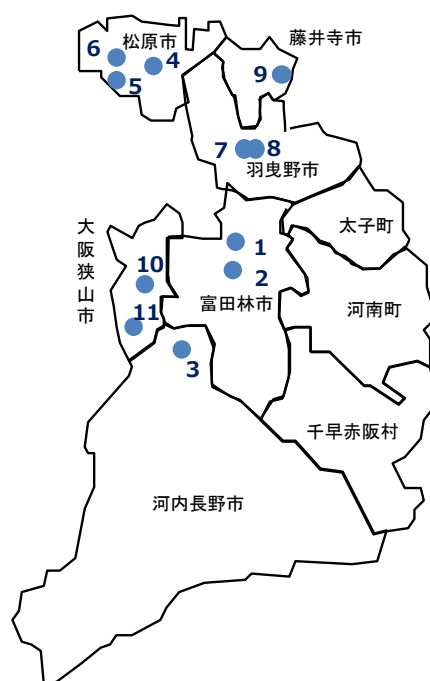 松原市
藤井寺市
6
4
5
9
7
8
羽曳野市
太子町
大阪狭山市
1
10
2
富田林市
河南町
11
3
千早赤阪村
河内長野市